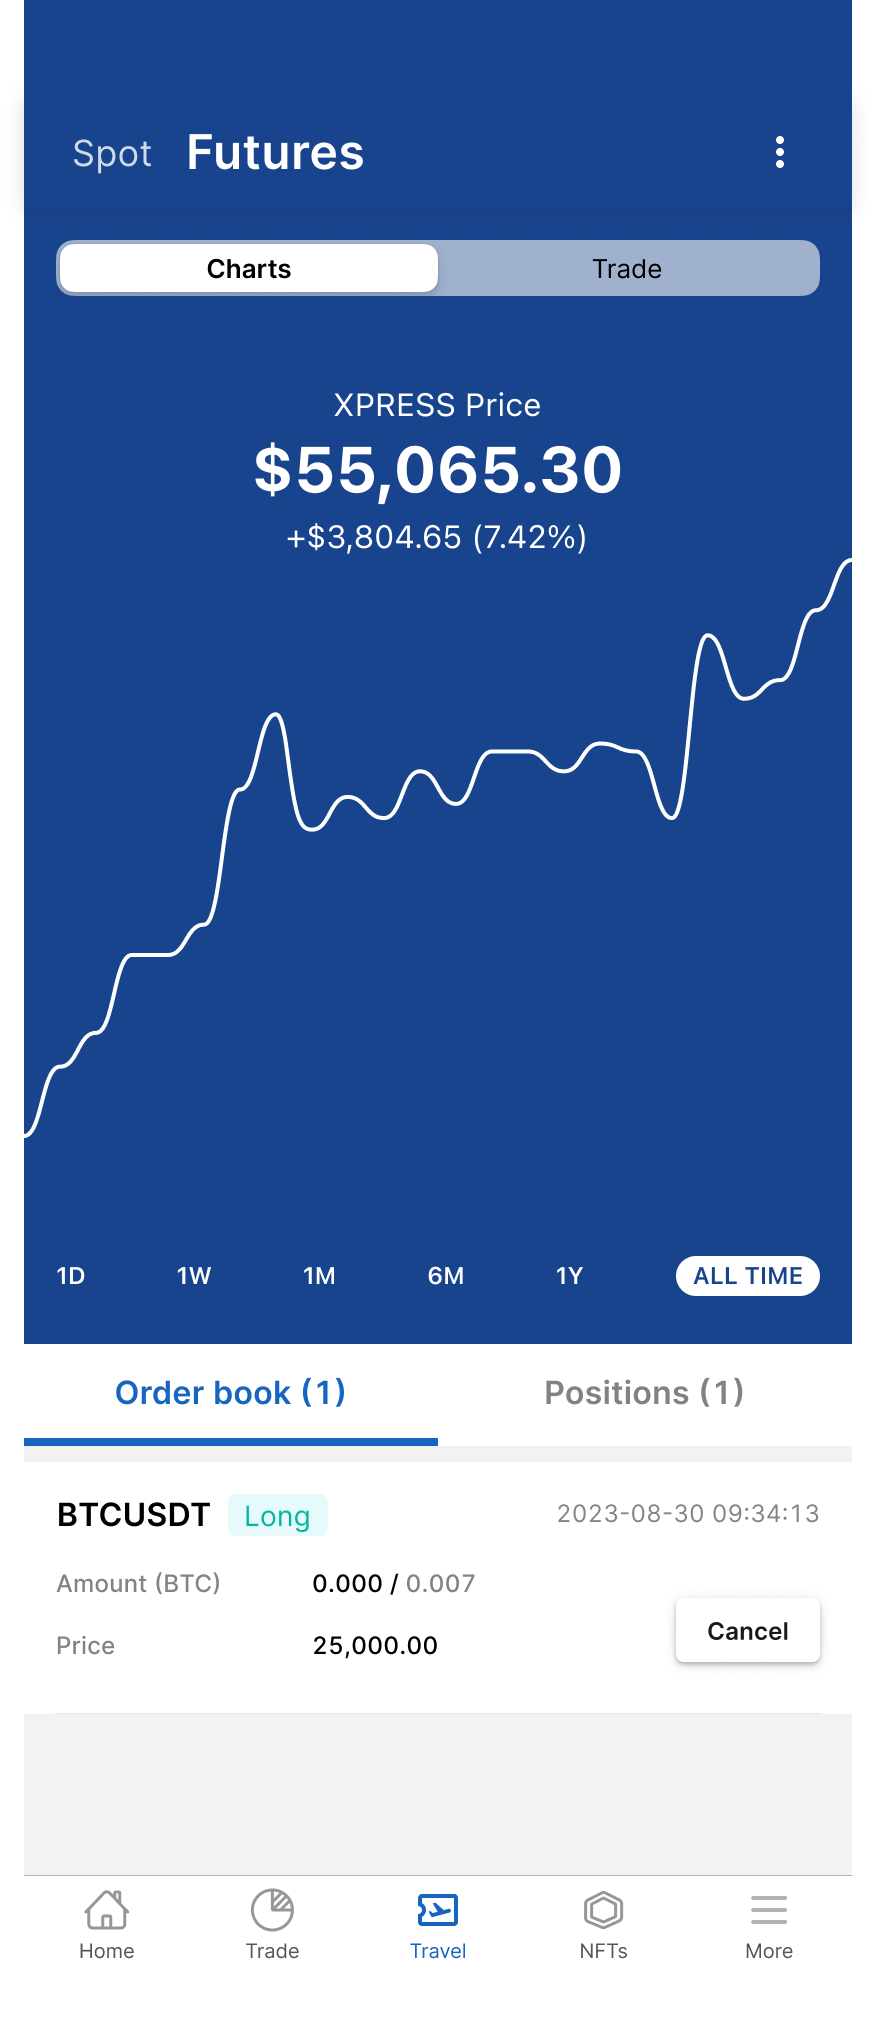 Spot Futures
Charts Trade
XPRESS Price
$55,065.30
+$3,804.65 (7.42%)
1D 1W 1M 6M 1Y ALL TIME
Order book (1) Positions (1)
BTCUSDT Long 2023-08-30 09:34:13
Amount (BTC) 0.000 / 0.007
Cancel
Price 25,000.00
Home Trade Travel NFTs More